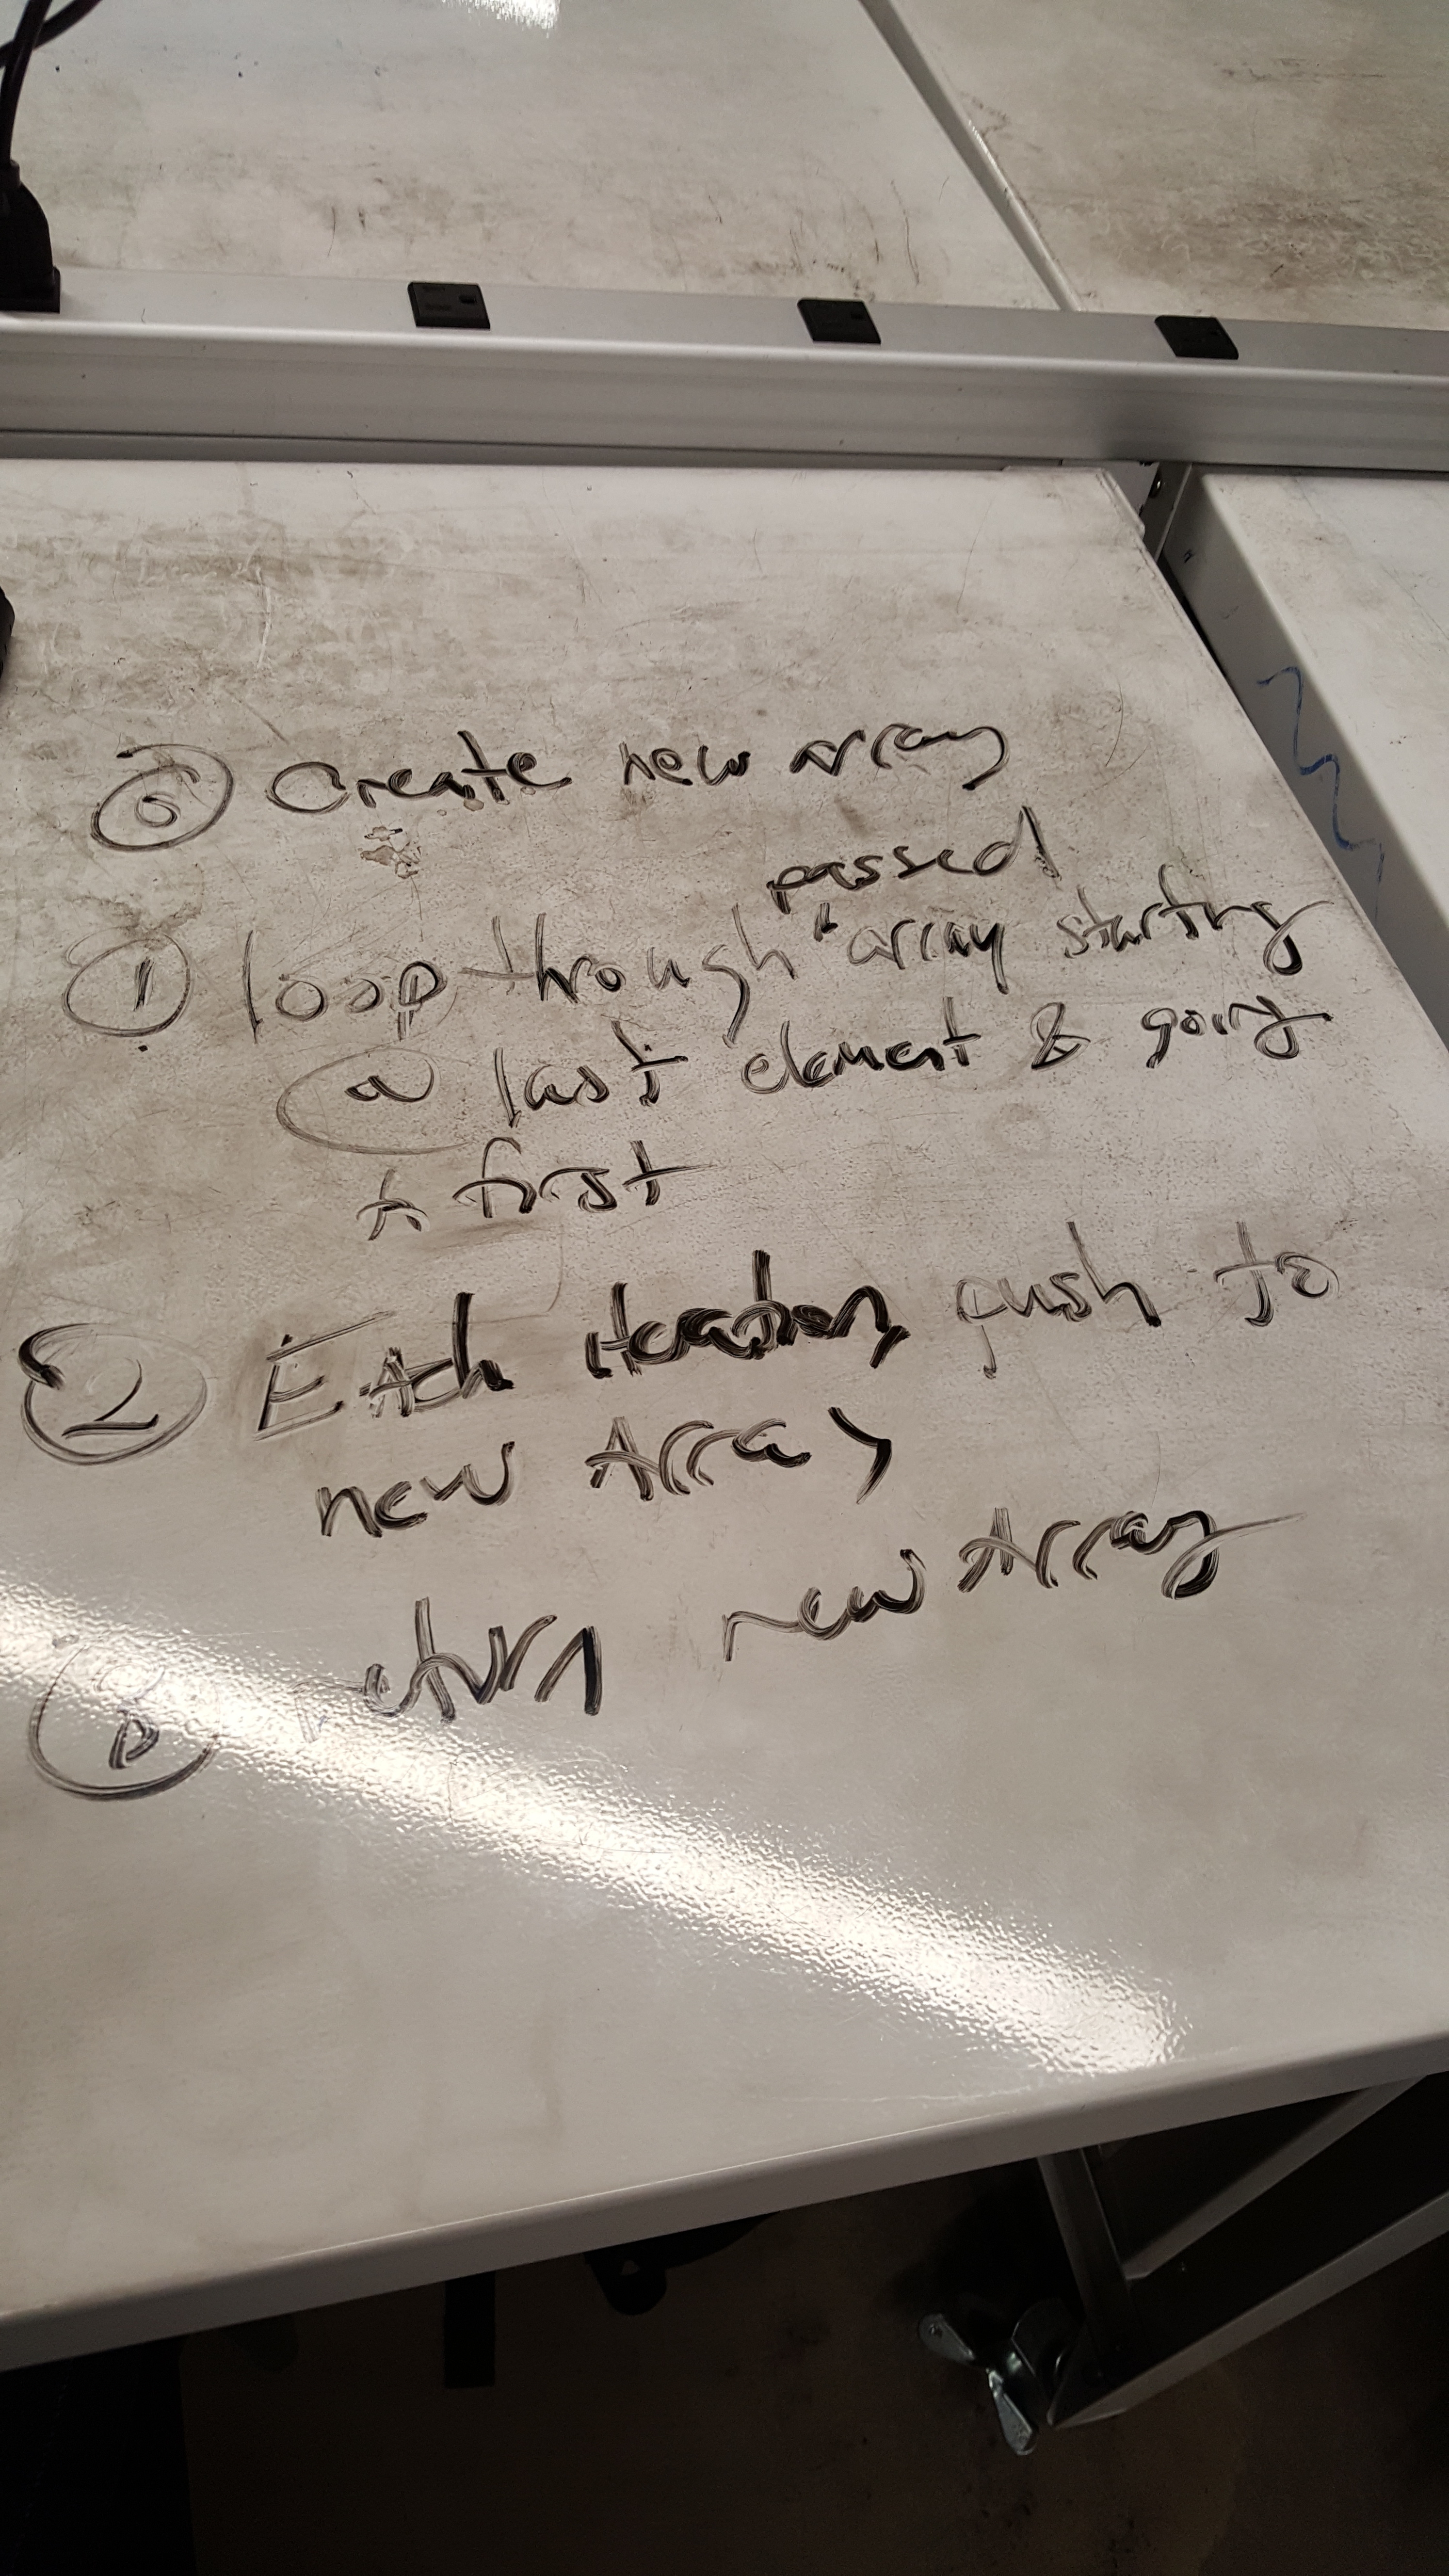 0 Create new array
passed
1 loop through array starting
@ last element & going
to first
2 EAch iteration, push to
new Array
3 return new Array